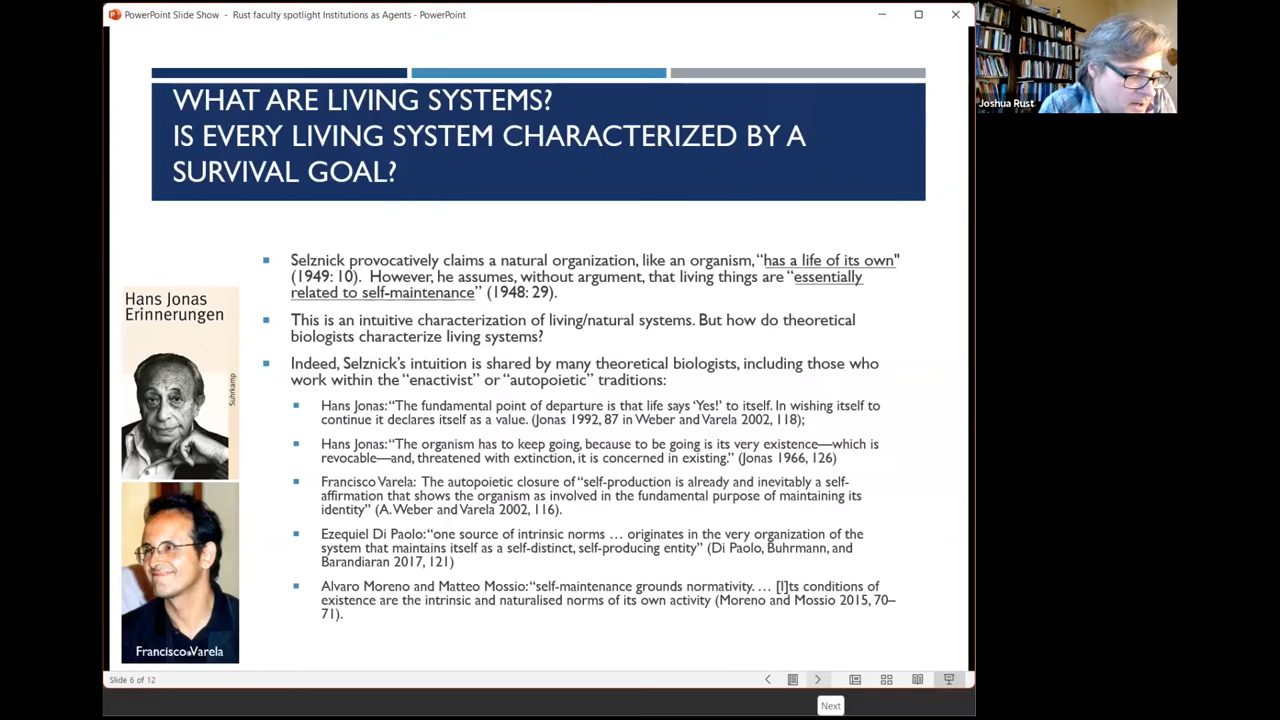 PowerPoint Slide Show - Rust faculty spotlight Institutions as Agents - PowerPoint
Joshua Rust
WHAT ARE LIVING SYSTEMS?
IS EVERY LIVING SYSTEM CHARACTERIZED BY A
SURVIVAL GOAL?
Selznick provocatively claims a natural organization, like an organism, “has a life of its own"
(1949: 10). However, he assumes, without argument, that living things are “essentially
related to self-maintenance” (1948: 29).
This is an intuitive characterization of living/natural systems. But how do theoretical
biologists characterize living systems?
Indeed, Selznick’s intuition is shared by many theoretical biologists, including those who
work within the “enactivist” or “autopoietic” traditions:
Hans Jonas: “The fundamental point of departure is that life says ‘Yes!’ to itself. In wishing itself to
continue it declares itself as a value. (Jonas 1992, 87 in Weber and Varela 2002, 118);
Hans Jonas: “The organism has to keep going, because to be going is its very existence—which is
revocable—and, threatened with extinction, it is concerned in existing.” (Jonas 1966, 126)
Francisco Varela: The autopoietic closure of “self-production is already and inevitably a self-
affirmation that shows the organism as involved in the fundamental purpose of maintaining its
identity” (A. Weber and Varela 2002, 116).
Ezequiel Di Paolo: “one source of intrinsic norms … originates in the very organization of the
system that maintains itself as a self-distinct, self-producing entity” (Di Paolo, Buhrmann, and
Barandiaran 2017, 121)
Alvaro Moreno and Matteo Mossio: “self-maintenance grounds normativity. … [I]ts conditions of
existence are the intrinsic and naturalised norms of its own activity (Moreno and Mossio 2015, 70–
71).
Hans Jonas
Erinnerungen
Suhrkamp
Francisco Varela
Slide 6 of 12
Next